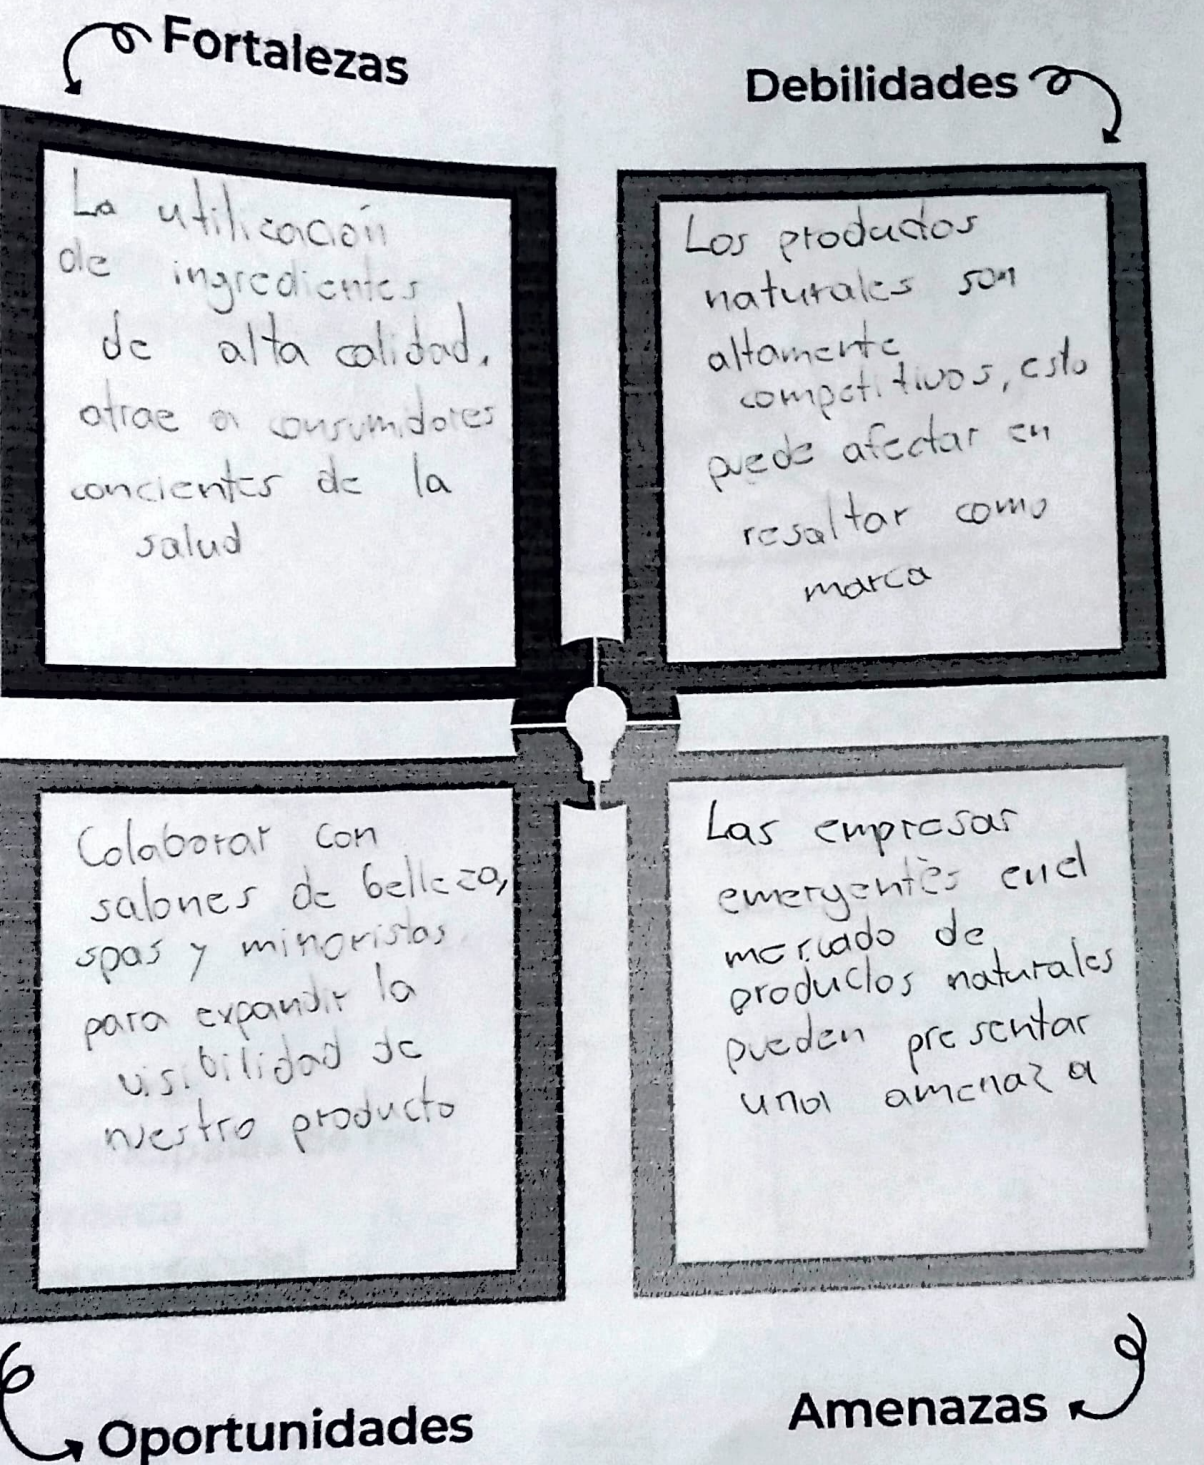 Fortalezas
La utilización
de ingredientes
de alta calidad,
atrae a consumidores
concientes de la
salud
Debilidades
Los productos
naturales son
altamente
competitivos, esto
puede afectar en
resaltar como
marca
Colaborar con
salones de belleza,
spas y minoristas
para expandir la
visibilidad de
nuestro producto
Oportunidades
Las empresas
emergentes en el
mercado de
productos naturales
pueden presentar
una amenaza
Amenazas